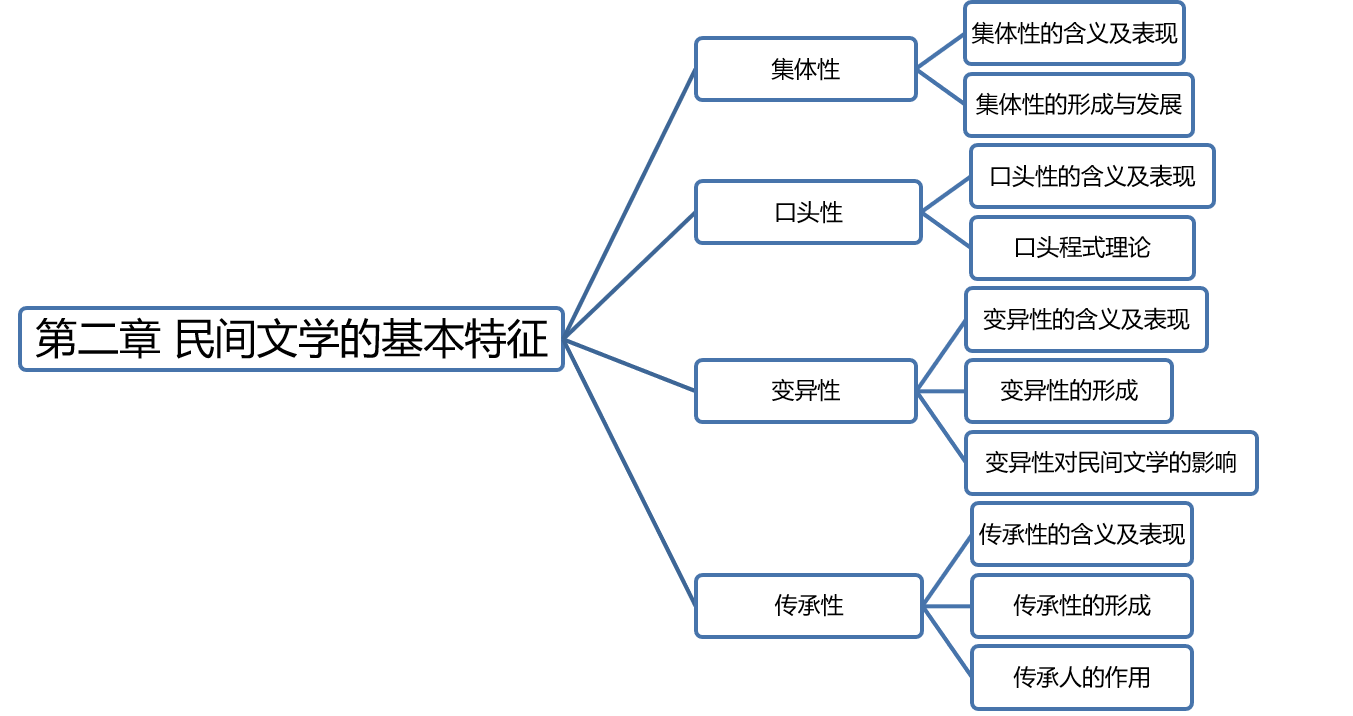 第二章 民间文学的基本特征
集体性
集体性的含义及表现
集体性的形成与发展
口头性
口头性的含义及表现
口头程式理论
变异性
变异性的含义及表现
变异性的形成
变异性对民间文学的影响
传承性
传承性的含义及表现
传承性的形成
传承人的作用